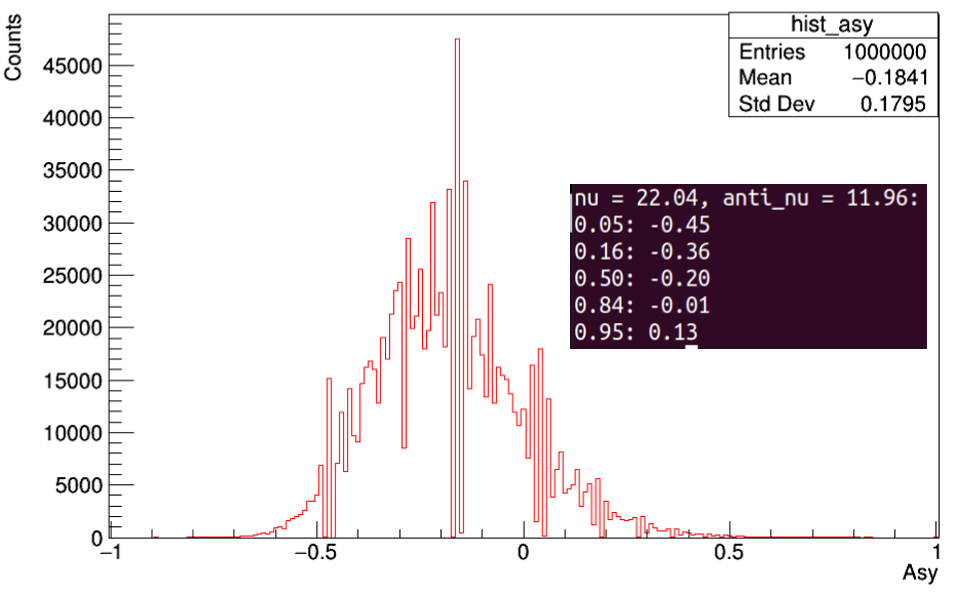 Counts
hist_asy
Entries 1000000
Mean −0.1841
Std Dev 0.1795
45000
40000
35000
30000
25000
20000
15000
10000
5000
0
nu = 22.04, anti_nu = 11.96:
0.05: -0.45
0.16: -0.36
0.50: -0.20
0.84: -0.01
0.95: 0.13
−1 −0.5 0 0.5 1
Asy